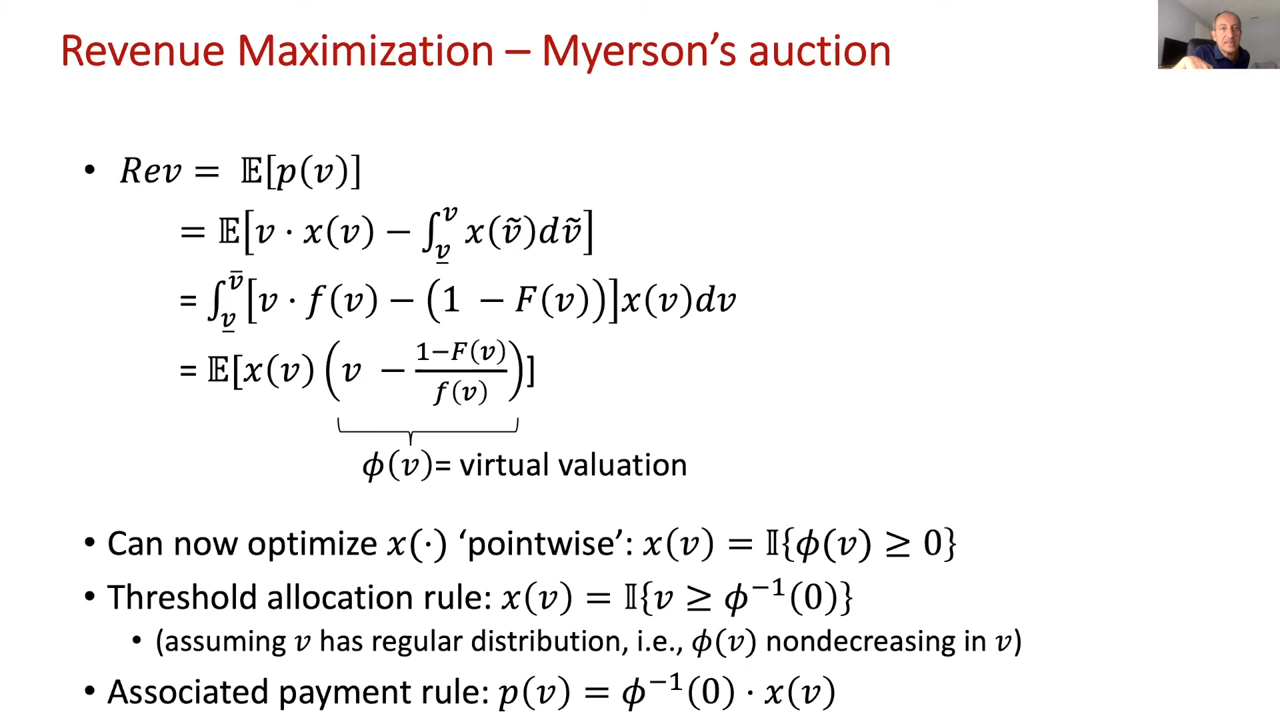 Revenue Maximization – Myerson's auction
• Rev = 𝔼[p(v)]
= 𝔼[v · x(v) − ∫_v̲^v x(ṽ)dṽ]
= ∫_v̲^v̄ [v · f(v) − (1 − F(v))]x(v)dv
= 𝔼[x(v) (v − (1−F(v))/f(v))]
ϕ(v)= virtual valuation
• Can now optimize x(·) 'pointwise': x(v) = 𝕀{ϕ(v) ≥ 0}
• Threshold allocation rule: x(v) = 𝕀{v ≥ ϕ⁻¹(0)}
• (assuming v has regular distribution, i.e., ϕ(v) nondecreasing in v)
• Associated payment rule: p(v) = ϕ⁻¹(0) · x(v)